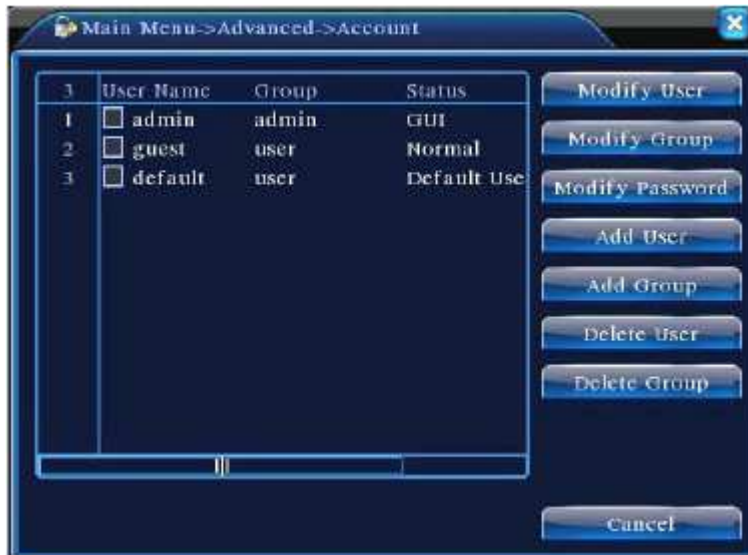 Main Menu->Advanced->Account
3 User Name Group Status
1 admin admin GUI
2 guest user Normal
3 default user Default Use
Modify User
Modify Group
Modify Password
Add User
Add Group
Delete User
Delete Group
Cancel